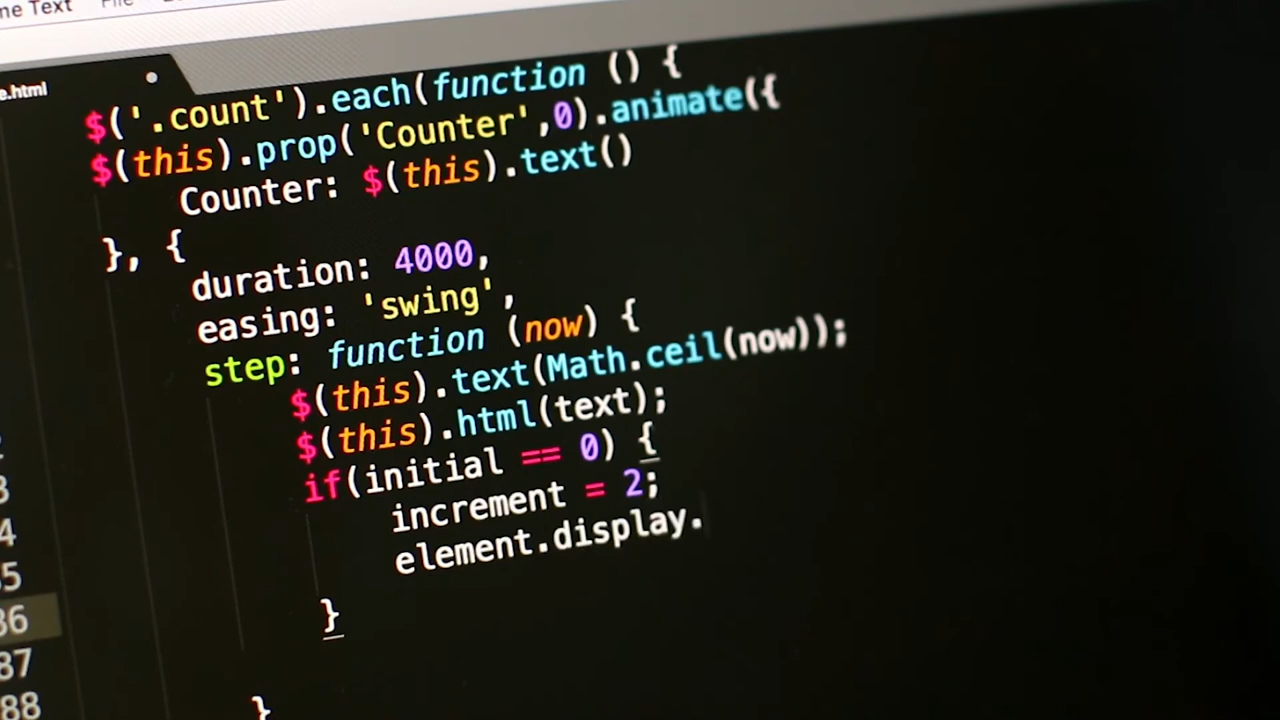 me Text File
e.html
$('.count').each(function () {
$(this).prop('Counter',0).animate({
Counter: $(this).text()
}, {
duration: 4000,
easing: 'swing',
step: function (now) {
$(this).text(Math.ceil(now));
$(this).html(text);
if(initial == 0) {
increment = 2;
element.display.
}
}
3
4
85
86
87
88